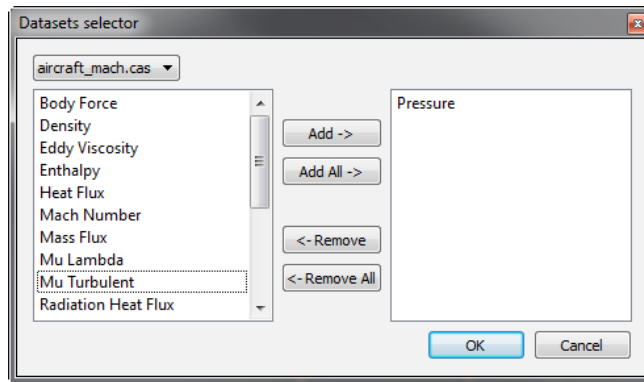 Datasets selector
aircraft_mach.cas
Body Force
Density
Eddy Viscosity
Enthalpy
Heat Flux
Mach Number
Mass Flux
Mu Lambda
Mu Turbulent
Radiation Heat Flux
Add ->
Add All ->
<- Remove
<- Remove All
Pressure
OK
Cancel